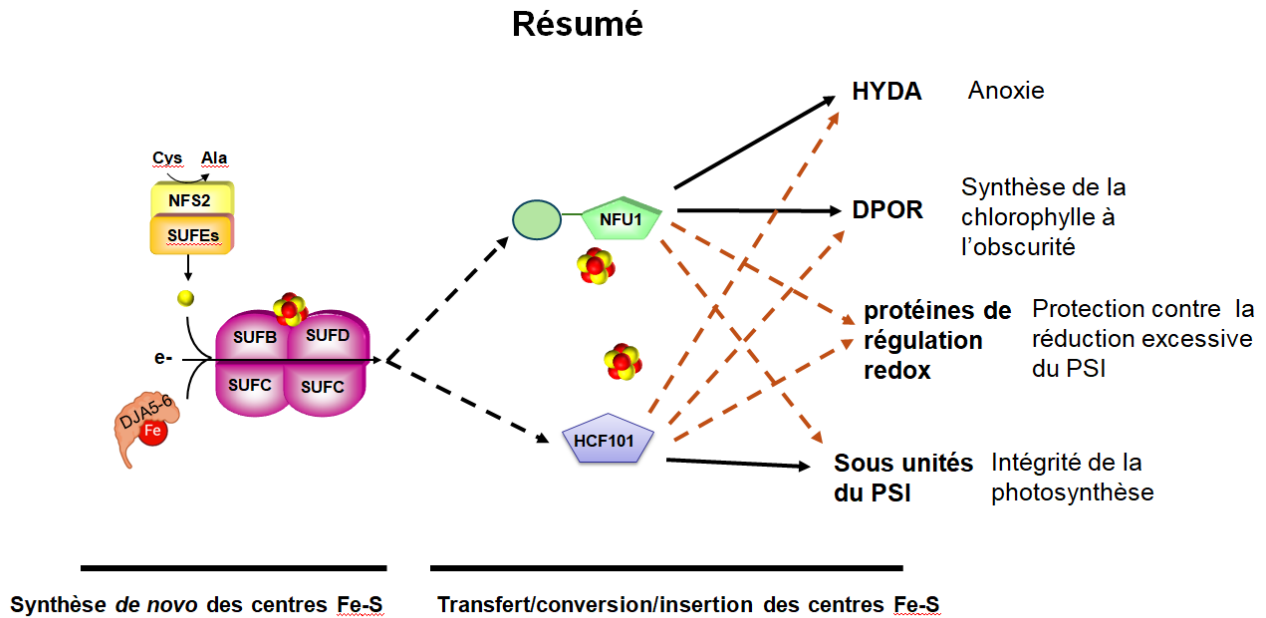 Résumé
Cys Ala
NFS2
SUFEs
e-
DJA5-6
Fe
SUFB SUFD
SUFC SUFC
NFU1
HCF101
HYDA Anoxie
DPOR
Synthèse de la
chlorophylle à
l'obscurité
protéines de
régulation
redox
Protection contre la
réduction excessive
du PSI
Sous unités
du PSI
Intégrité de la
photosynthèse
Synthèse de novo des centres Fe-S
Transfert/conversion/insertion des centres Fe-S